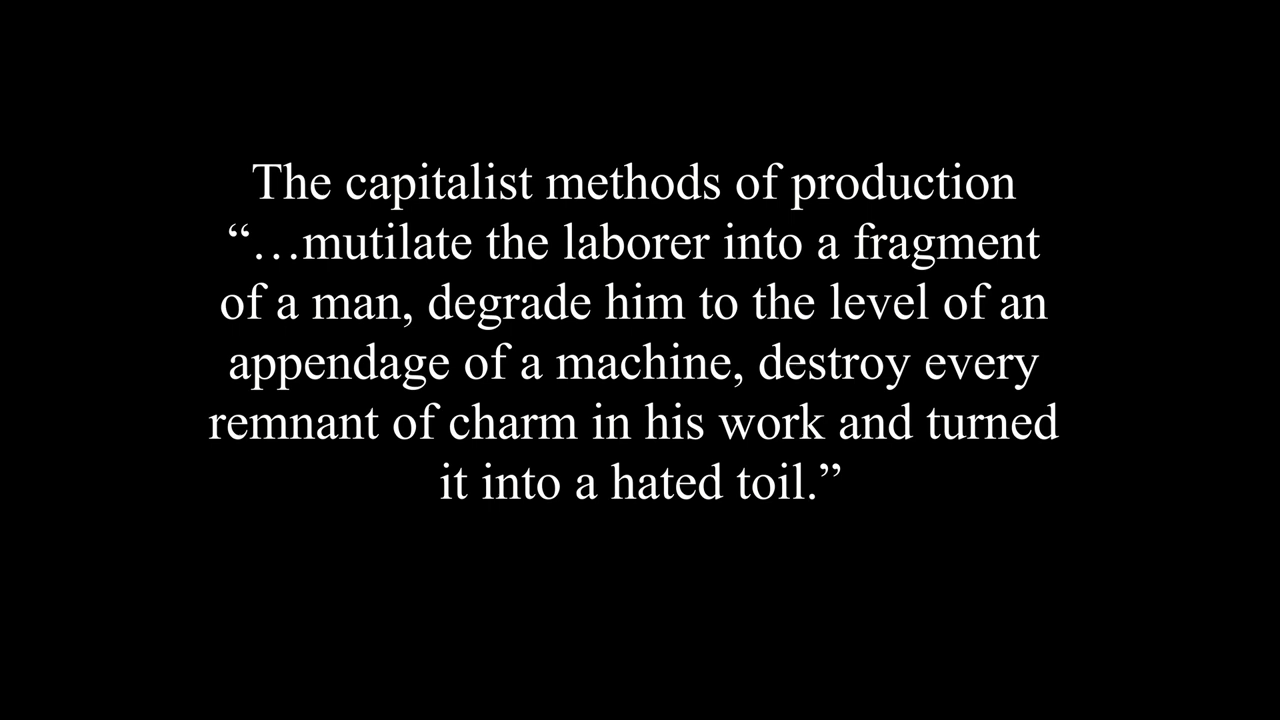 The capitalist methods of production
“…mutilate the laborer into a fragment
of a man, degrade him to the level of an
appendage of a machine, destroy every
remnant of charm in his work and turned
it into a hated toil.”